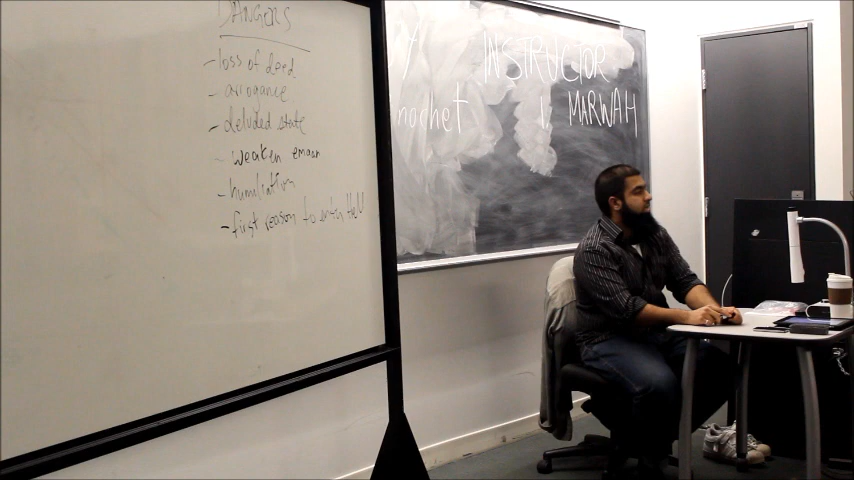 DANGERS
- loss of deed
- arrogance
- deluded state
- weaken emaan
- humiliation
- first reason to enter Hell
INSTRUCTOR
nochet
MARWAH